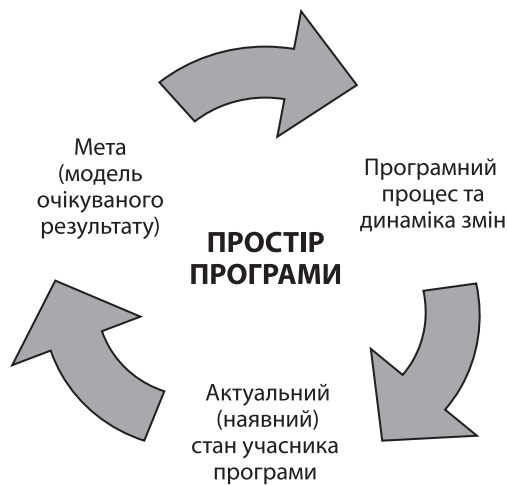 Мета
(модель
очікуваного
результату)
Програмний
процес та
динаміка змін
ПРОСТІР
ПРОГРАМИ
Актуальний
(наявний)
стан учасника
програми